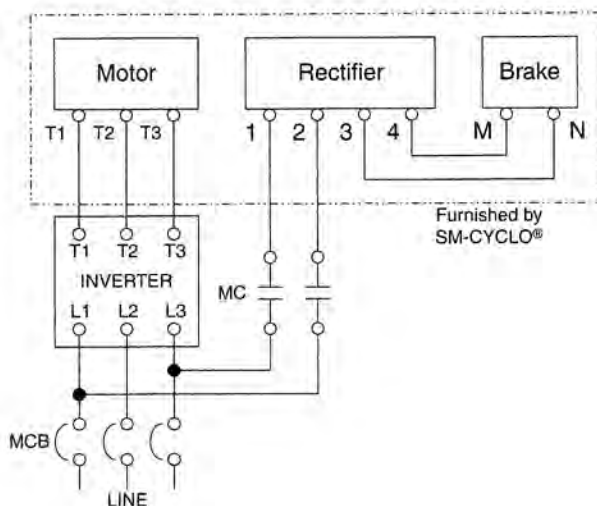 Motor Rectifier Brake
T1 T2 T3 1 2 3 4 M N
Furnished by
SM-CYCLO®
T1 T2 T3
INVERTER
MC
L1 L2 L3
MCB
LINE